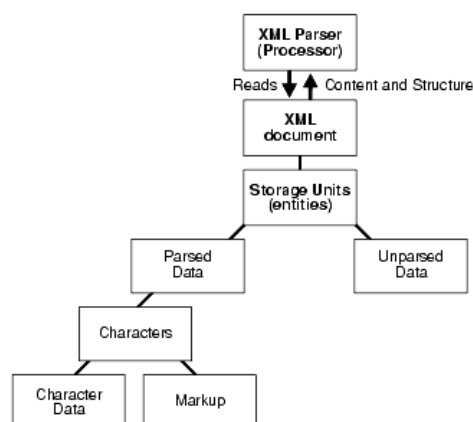 XML Parser
(Processor)
Reads
Content and Structure
XML
document
Storage Units
(entities)
Parsed
Data
Unparsed
Data
Characters
Character
Data
Markup